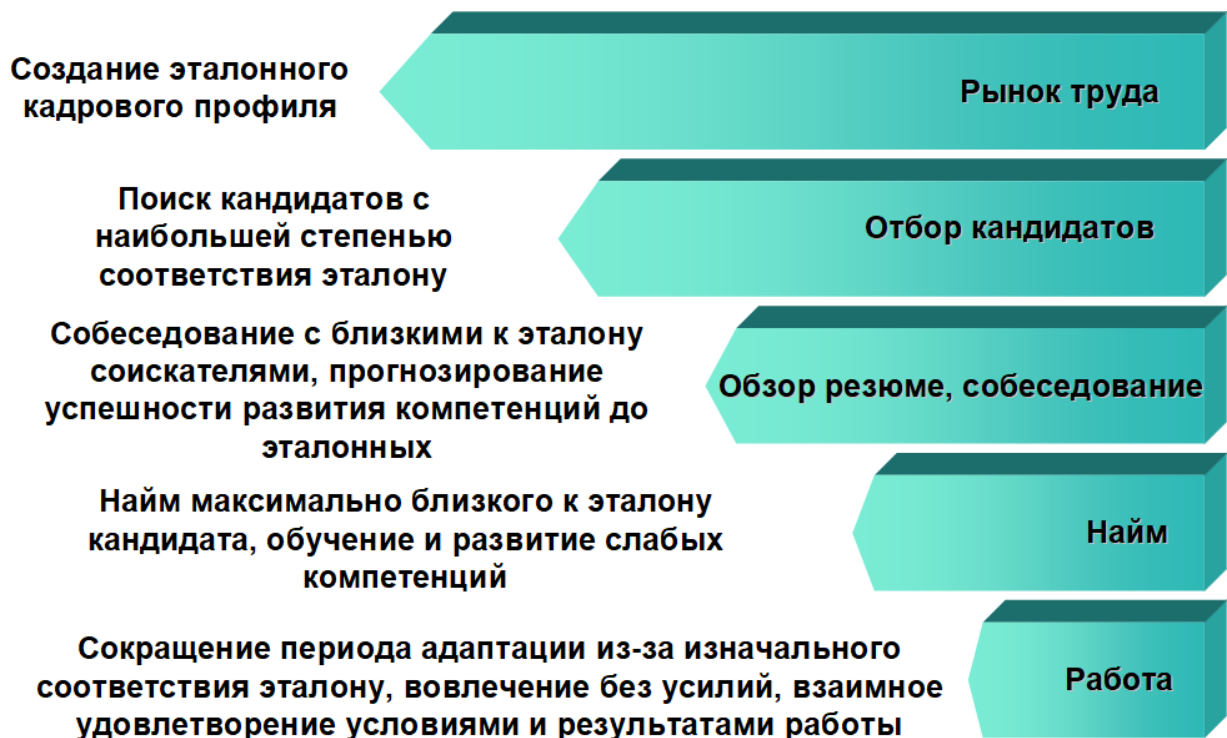 Создание эталонного
кадрового профиля
Рынок труда
Поиск кандидатов с
наибольшей степенью
соответствия эталону
Отбор кандидатов
Собеседование с близкими к эталону
соискателями, прогнозирование
успешности развития компетенций до
эталонных
Обзор резюме, собеседование
Найм максимально близкого к эталону
кандидата, обучение и развитие слабых
компетенций
Найм
Сокращение периода адаптации из-за изначального
соответствия эталону, вовлечение без усилий, взаимное
удовлетворение условиями и результатами работы
Работа